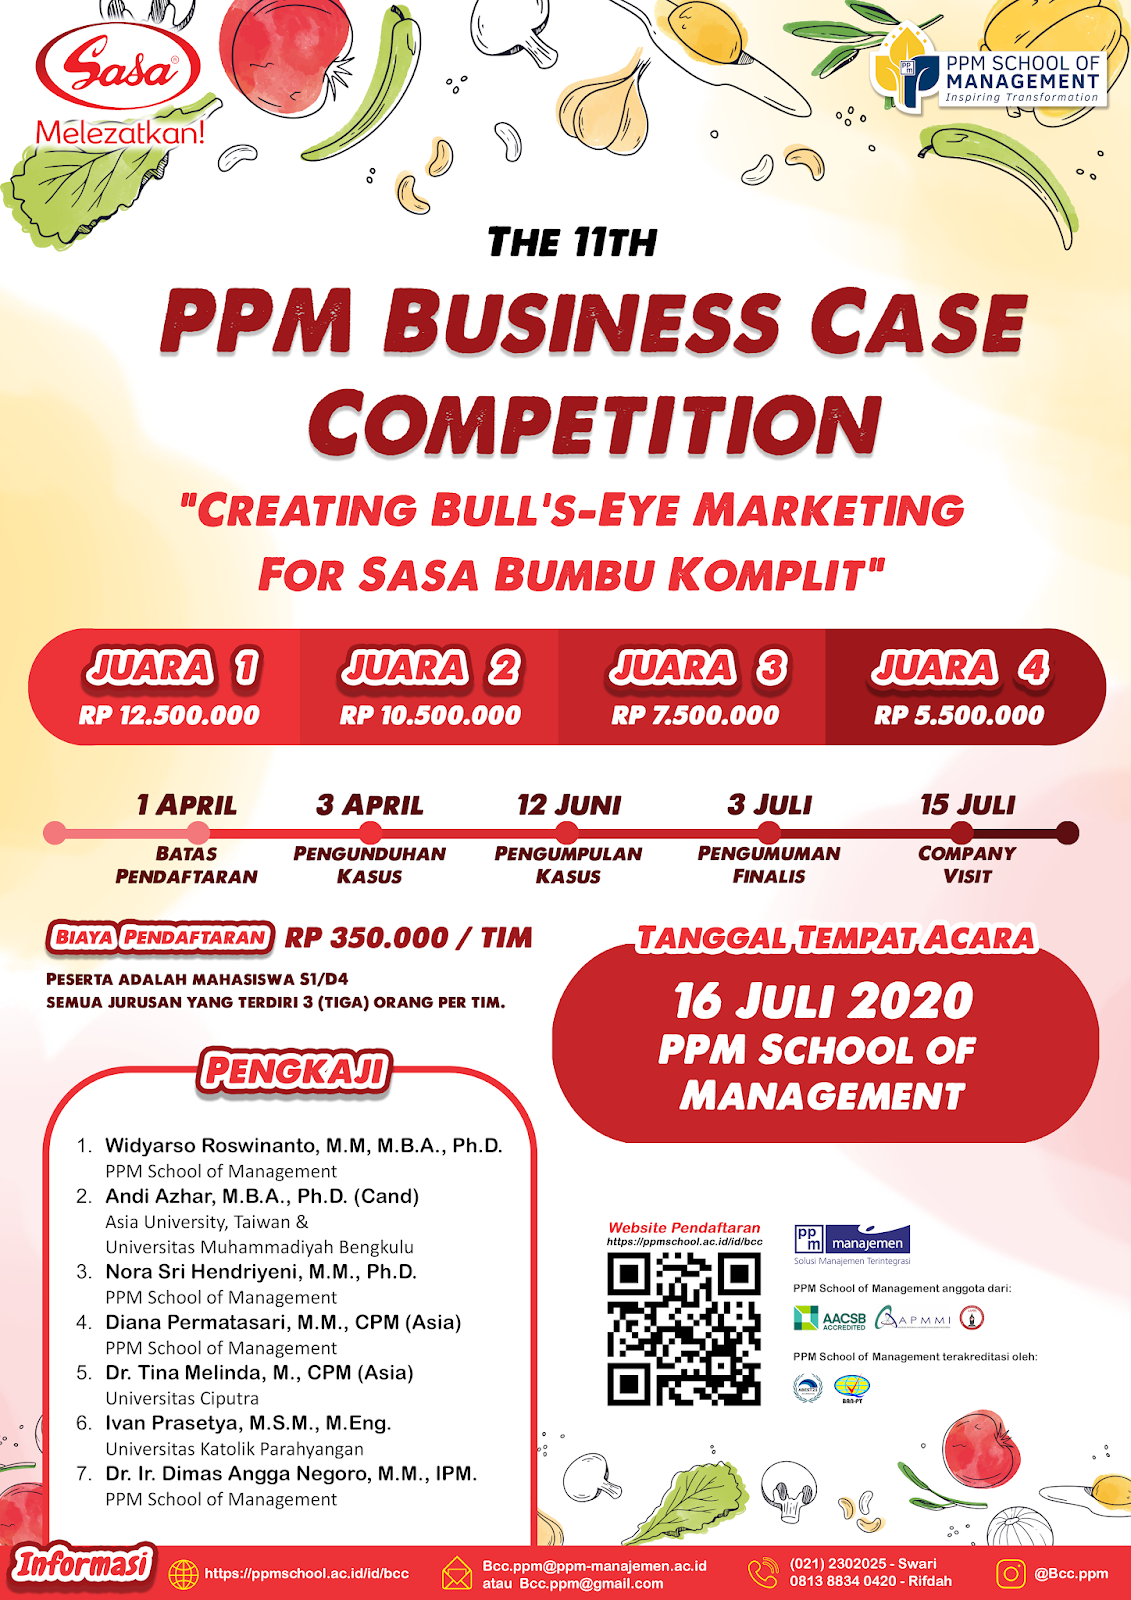 Sasa®
Melezatkan!
PPM SCHOOL OF
MANAGEMENT
Inspiring Transformation
THE 11TH
PPM BUSINESS CASE
COMPETITION
"CREATING BULL'S-EYE MARKETING
FOR SASA BUMBU KOMPLIT"
JUARA 1
RP 12.500.000
JUARA 2
RP 10.500.000
JUARA 3
RP 7.500.000
JUARA 4
RP 5.500.000
1 APRIL
BATAS
PENDAFTARAN
3 APRIL
PENGUNDUHAN
KASUS
12 JUNI
PENGUMPULAN
KASUS
3 JULI
PENGUMUMAN
FINALIS
15 JULI
COMPANY
VISIT
BIAYA PENDAFTARAN RP 350.000 / TIM
PESERTA ADALAH MAHASISWA S1/D4
SEMUA JURUSAN YANG TERDIRI 3 (TIGA) ORANG PER TIM.
TANGGAL TEMPAT ACARA
16 JULI 2020
PPM SCHOOL OF
MANAGEMENT
PENGKAJI
1. Widyarso Roswinanto, M.M, M.B.A., Ph.D.
PPM School of Management
2. Andi Azhar, M.B.A., Ph.D. (Cand)
Asia University, Taiwan &
Universitas Muhammadiyah Bengkulu
3. Nora Sri Hendriyeni, M.M., Ph.D.
PPM School of Management
4. Diana Permatasari, M.M., CPM (Asia)
PPM School of Management
5. Dr. Tina Melinda, M., CPM (Asia)
Universitas Ciputra
6. Ivan Prasetya, M.S.M., M.Eng.
Universitas Katolik Parahyangan
7. Dr. Ir. Dimas Angga Negoro, M.M., IPM.
PPM School of Management
Website Pendaftaran
https://ppmschool.ac.id/id/bcc
ppm manajemen
Solusi Manajemen Terintegrasi
PPM School of Management anggota dari:
AACSB
ACCREDITED
APMMI
PPM School of Management terakreditasi oleh:
BAN-PT
Informasi
https://ppmschool.ac.id/id/bcc
Bcc.ppm@ppm-manajemen.ac.id
atau Bcc.ppm@gmail.com
(021) 2302025 - Swari
0813 8834 0420 - Rifdah
@Bcc.ppm